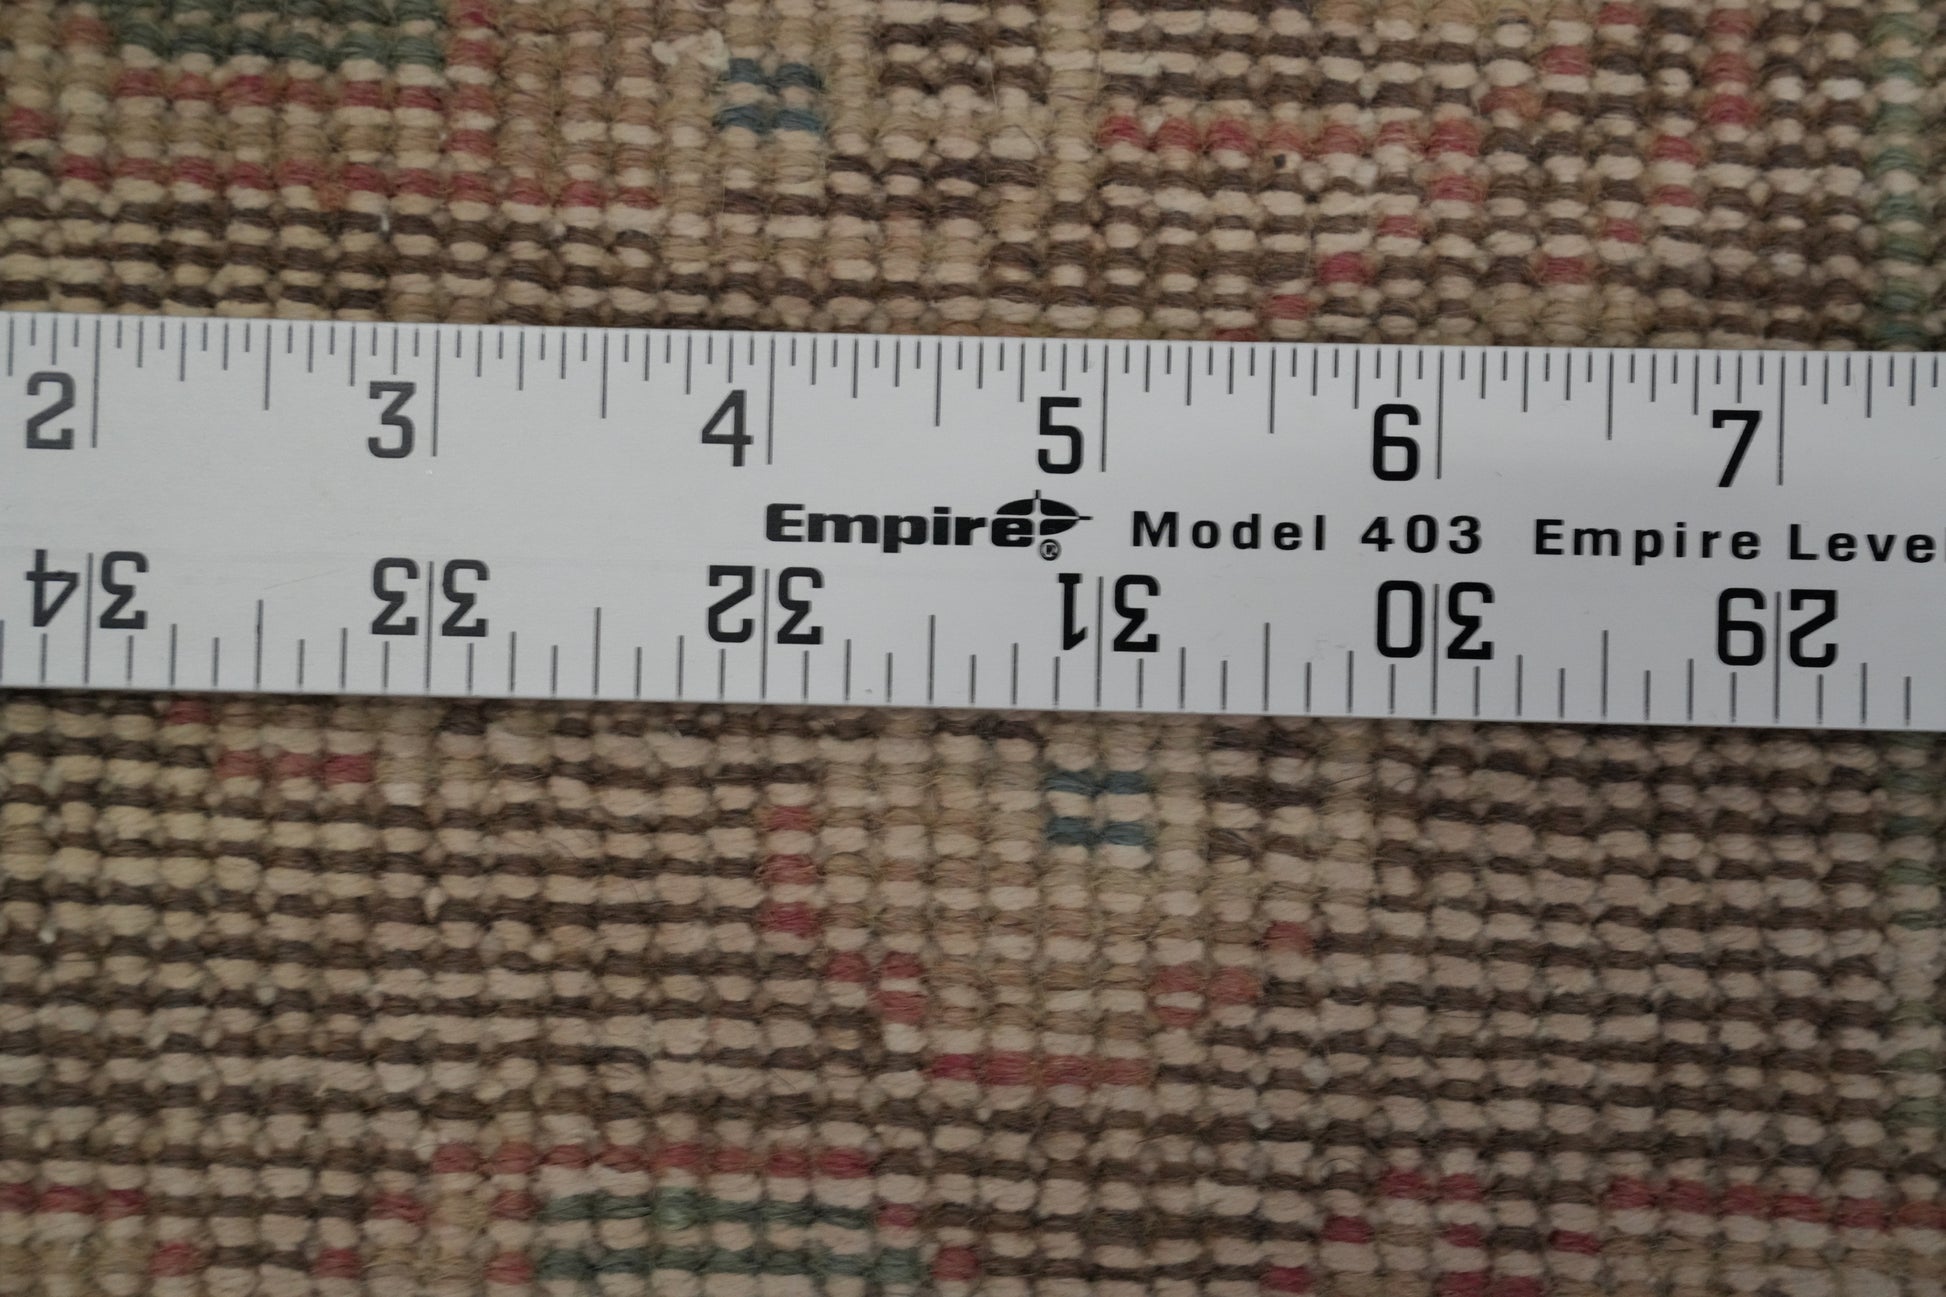 2 3 4 5 6 7
Empire® Model 403 Empire Leve
34 33 32 31 30 29